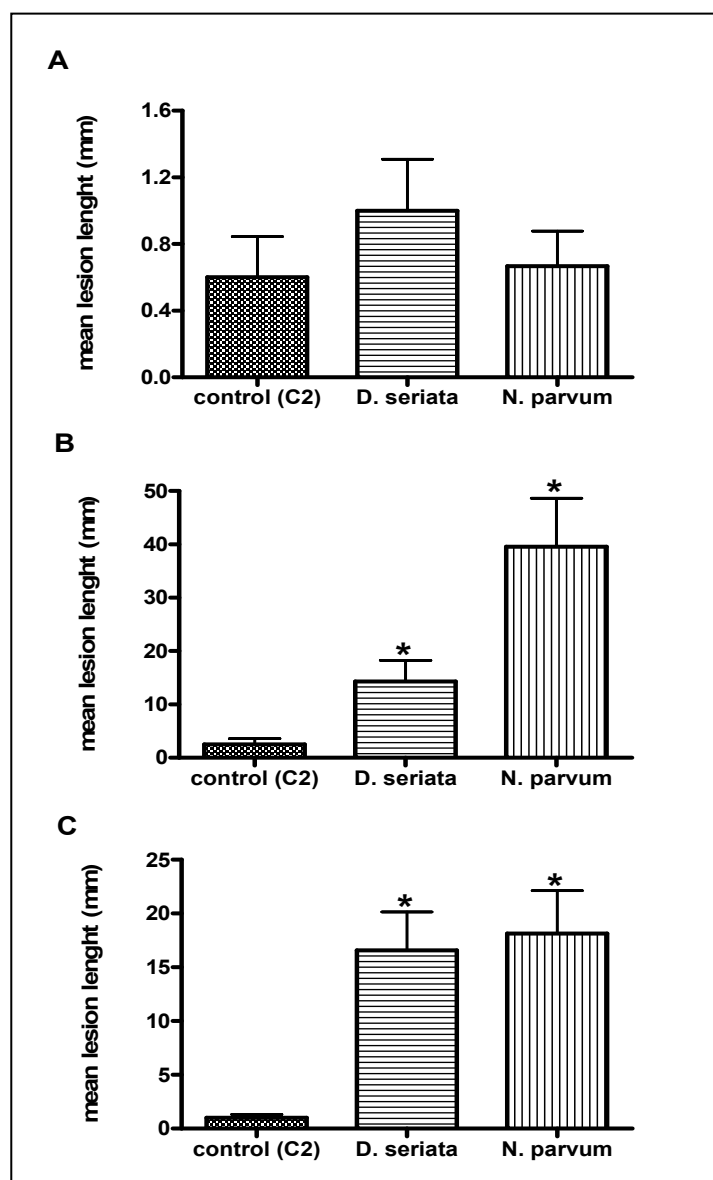 A
mean lesion lenght (mm)
1.6
1.2
0.8
0.4
0.0
control (C2) D. seriata N. parvum
B
mean lesion lenght (mm)
50
40
30
20
10
0
* *
control (C2) D. seriata N. parvum
C
mean lesion lenght (mm)
25
20
15
10
5
0
* *
control (C2) D. seriata N. parvum